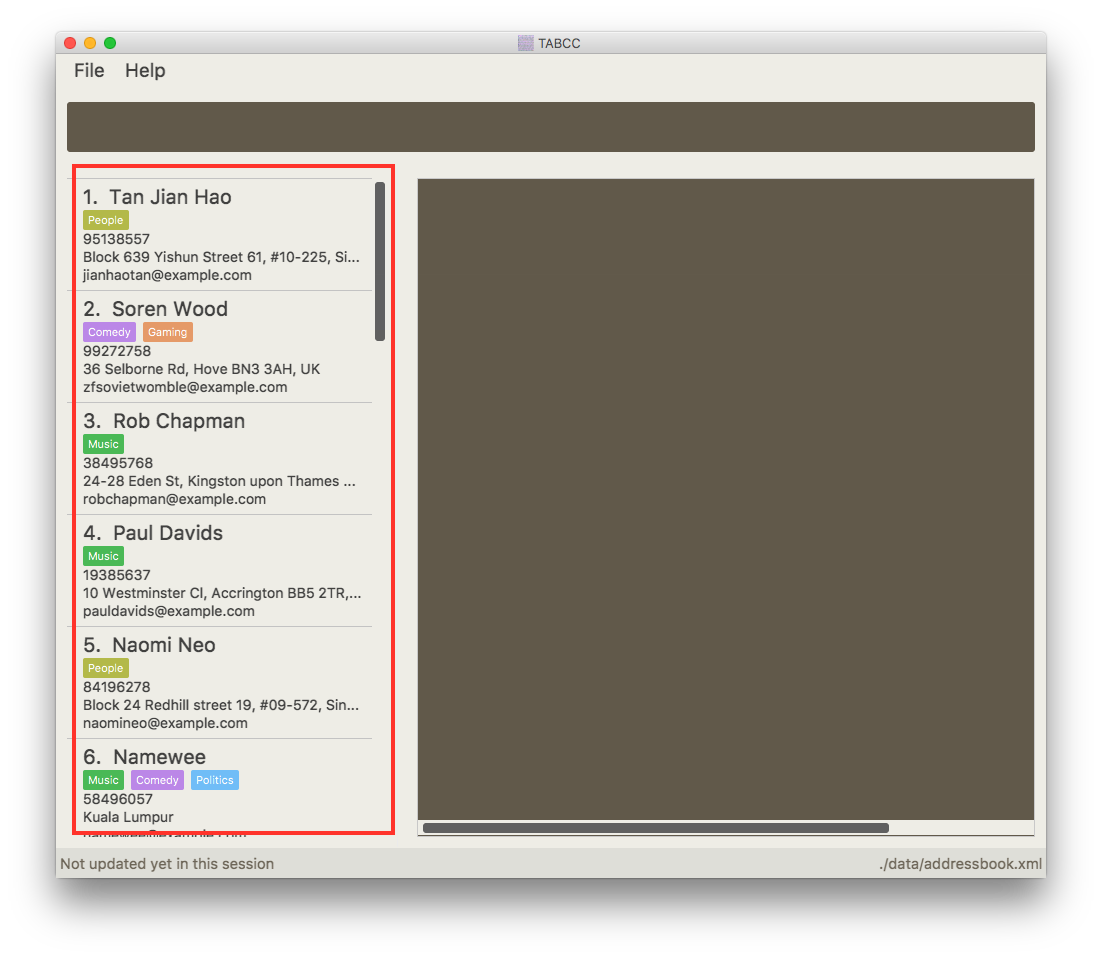 TABCC
File Help
1. Tan Jian Hao
People
95138557
Block 639 Yishun Street 61, #10-225, Si...
jianhaotan@example.com
2. Soren Wood
Comedy Gaming
99272758
36 Selborne Rd, Hove BN3 3AH, UK
zfsovietwomble@example.com
3. Rob Chapman
Music
38495768
24-28 Eden St, Kingston upon Thames ...
robchapman@example.com
4. Paul Davids
Music
19385637
10 Westminster Cl, Accrington BB5 2TR,...
pauldavids@example.com
5. Naomi Neo
People
84196278
Block 24 Redhill street 19, #09-572, Sin...
naomineo@example.com
6. Namewee
Music Comedy Politics
58496057
Kuala Lumpur
namewee@example.com
Not updated yet in this session
./data/addressbook.xml